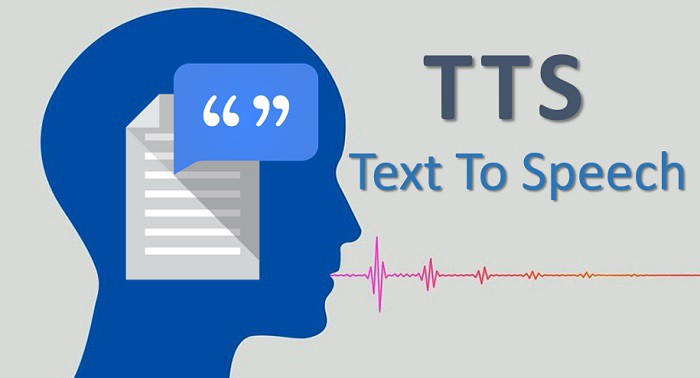 “ ”
TTS
Text To Speech